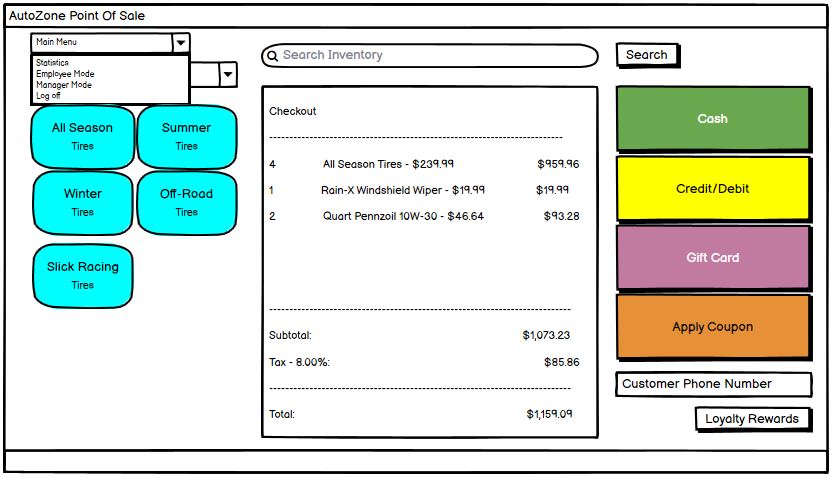 AutoZone Point Of Sale
Main Menu
Statistics
Employee Mode
Manager Mode
Log off
Search Inventory
Search
All Season
Tires
Summer
Tires
Winter
Tires
Off-Road
Tires
Slick Racing
Tires
Checkout
4 All Season Tires - $239.99 $959.96
1 Rain-X Windshield Wiper - $19.99 $19.99
2 Quart Pennzoil 10W-30 - $46.64 $93.28
Subtotal: $1,073.23
Tax - 8.00%: $85.86
Total: $1,159.09
Cash
Credit/Debit
Gift Card
Apply Coupon
Customer Phone Number
Loyalty Rewards